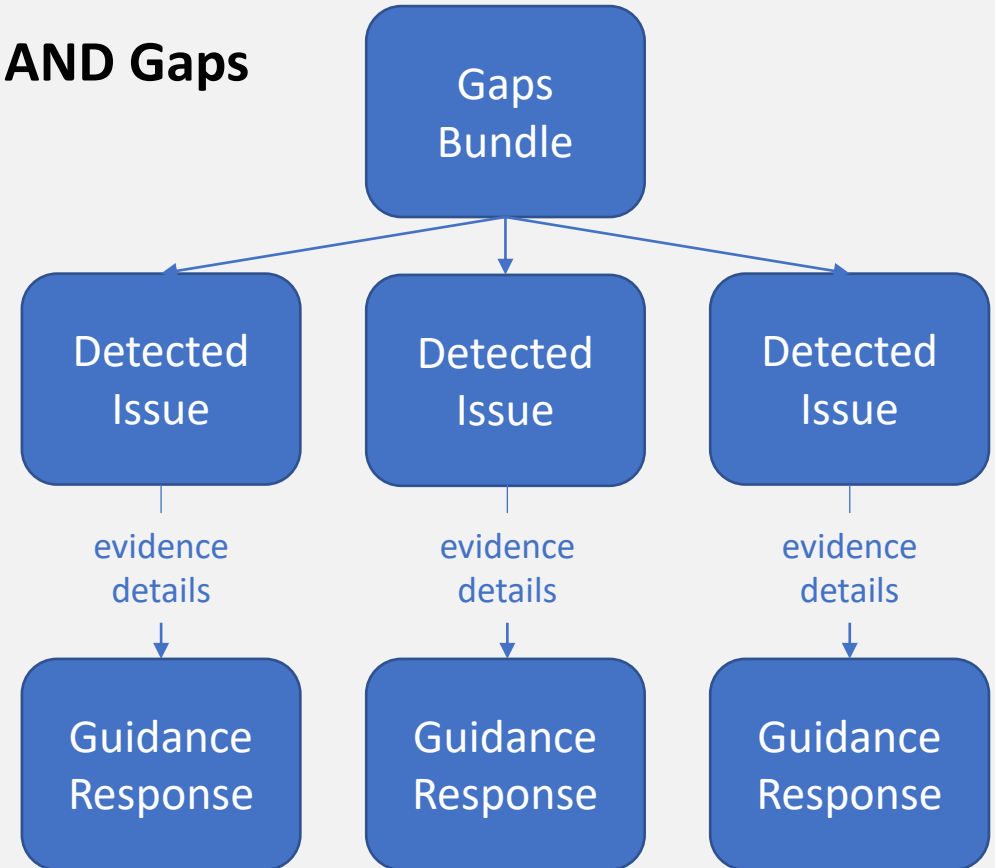 AND Gaps
Gaps
Bundle
Detected
Issue
Detected
Issue
Detected
Issue
evidence
details
evidence
details
evidence
details
Guidance
Response
Guidance
Response
Guidance
Response